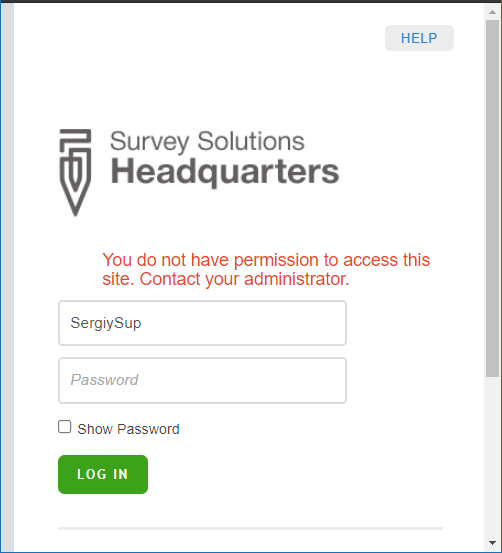 HELP
Survey Solutions
Headquarters
You do not have permission to access this
site. Contact your administrator.
SergiySup
Password
Show Password
LOG IN